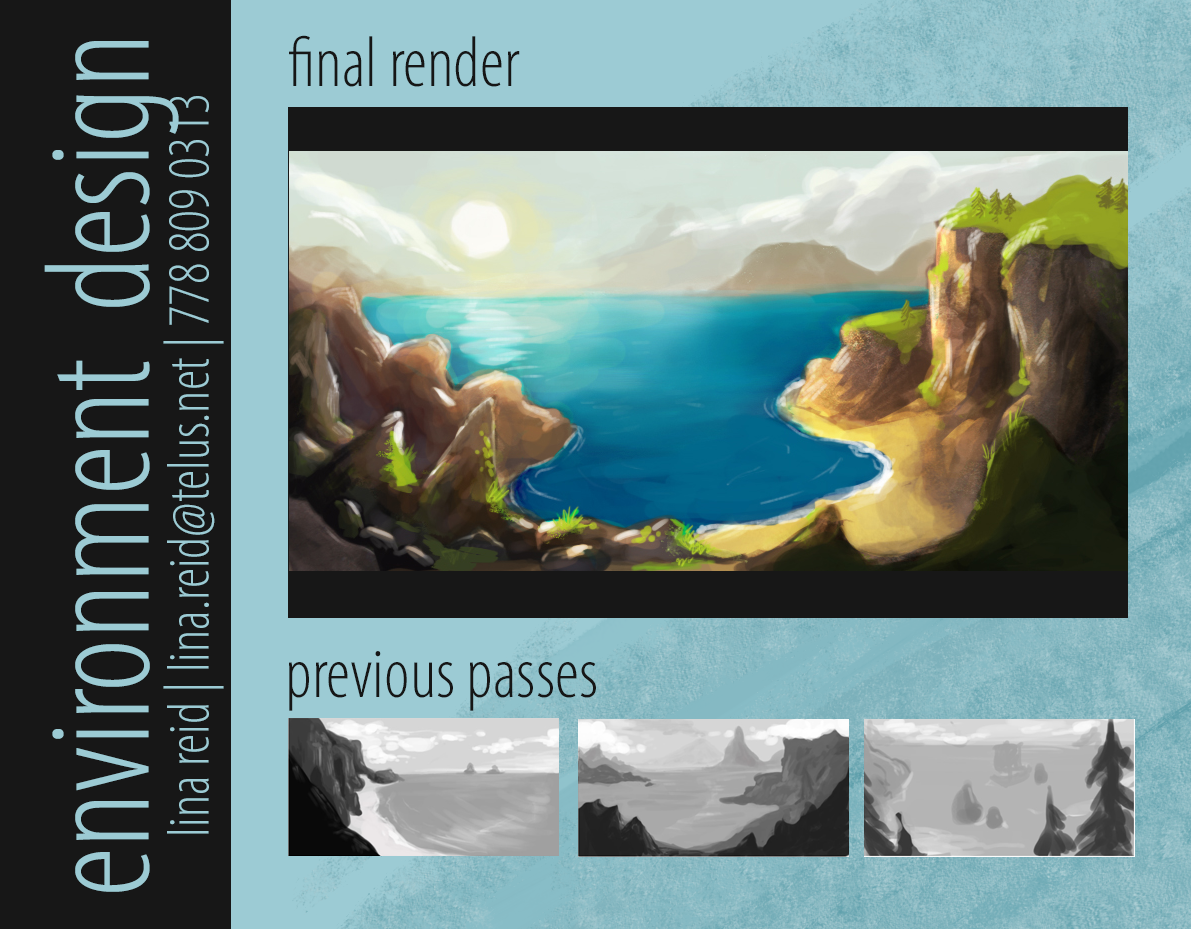 environment design
lina reid | lina.reid@telus.net | 778 809 0313
final render
previous passes